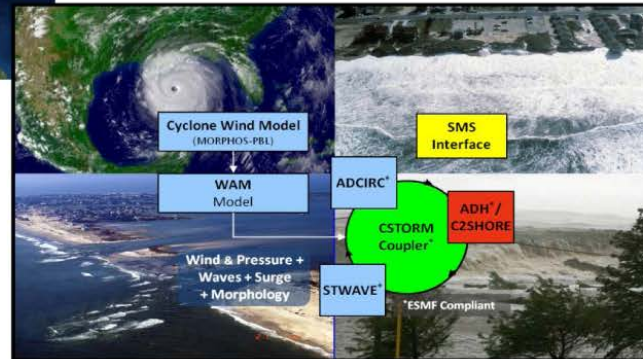 Cyclone Wind Model
(MORPHOS-PBL)
SMS
Interface
WAM
Model
ADCIRC+
ADH+/
C2SHORE
CSTORM
Coupler+
Wind & Pressure +
Waves + Surge
+ Morphology
STWAVE+
+ESMF Compliant